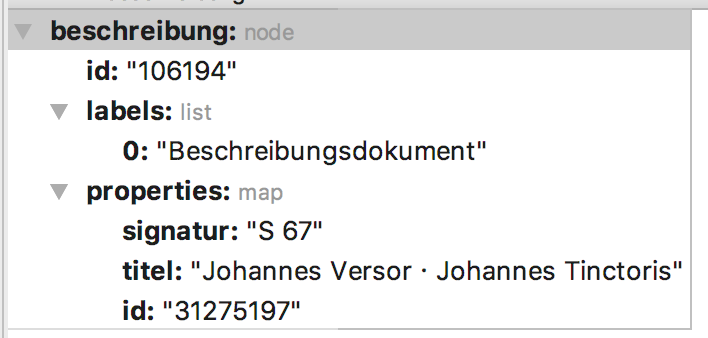 beschreibung: node
id: "106194"
labels: list
0: "Beschreibungsdokument"
properties: map
signatur: "S 67"
titel: "Johannes Versor · Johannes Tinctoris"
id: "31275197"